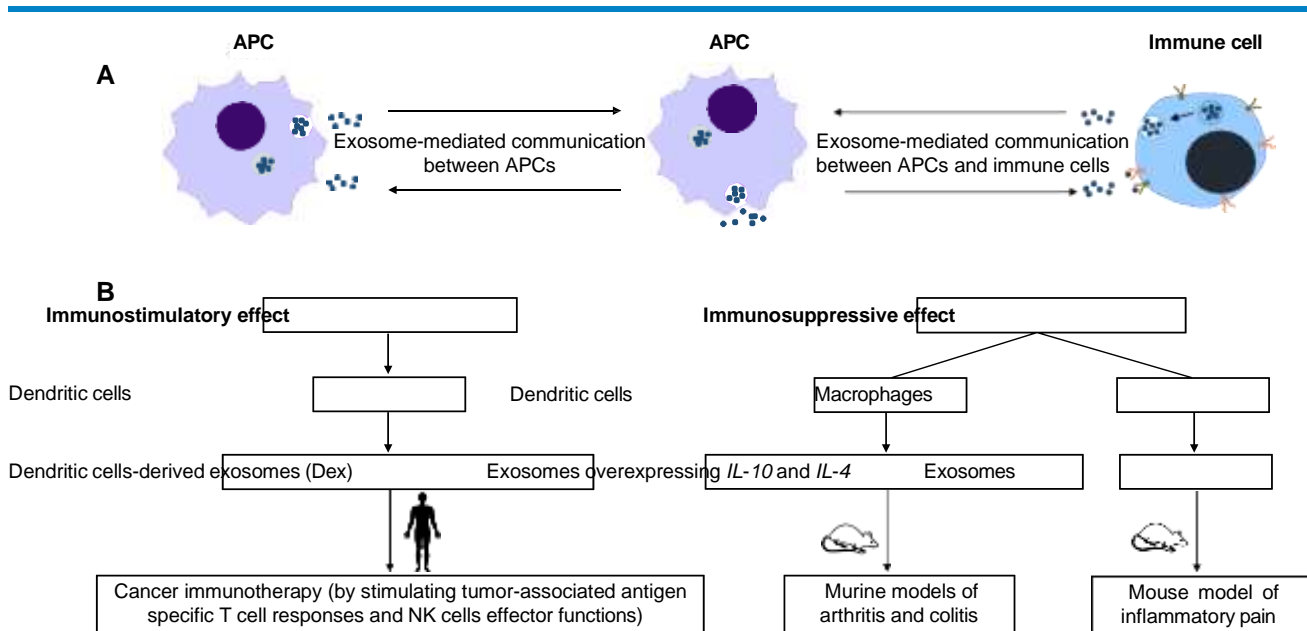 APC
APC
Immune cell
A
Exosome-mediated communication
between APCs
Exosome-mediated communication
between APCs and immune cells
B
Immunostimulatory effect
Immunosuppressive effect
Dendritic cells
Dendritic cells
Macrophages
Dendritic cells-derived exosomes (Dex)
Exosomes overexpressing IL-10 and IL-4
Exosomes
Cancer immunotherapy (by stimulating tumor-associated antigen
specific T cell responses and NK cells effector functions)
Murine models of
arthritis and colitis
Mouse model of
inflammatory pain